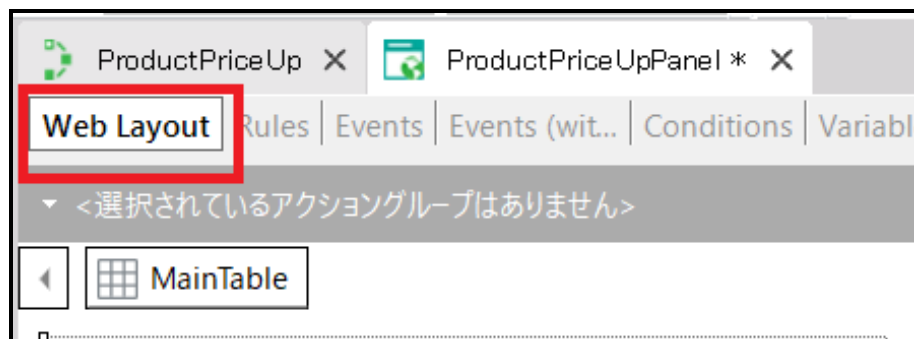 ProductPriceUp ProductPriceUpPanel *
Web Layout Rules Events Events (wit... Conditions Variabl
<選択されているアクショングループはありません>
MainTable